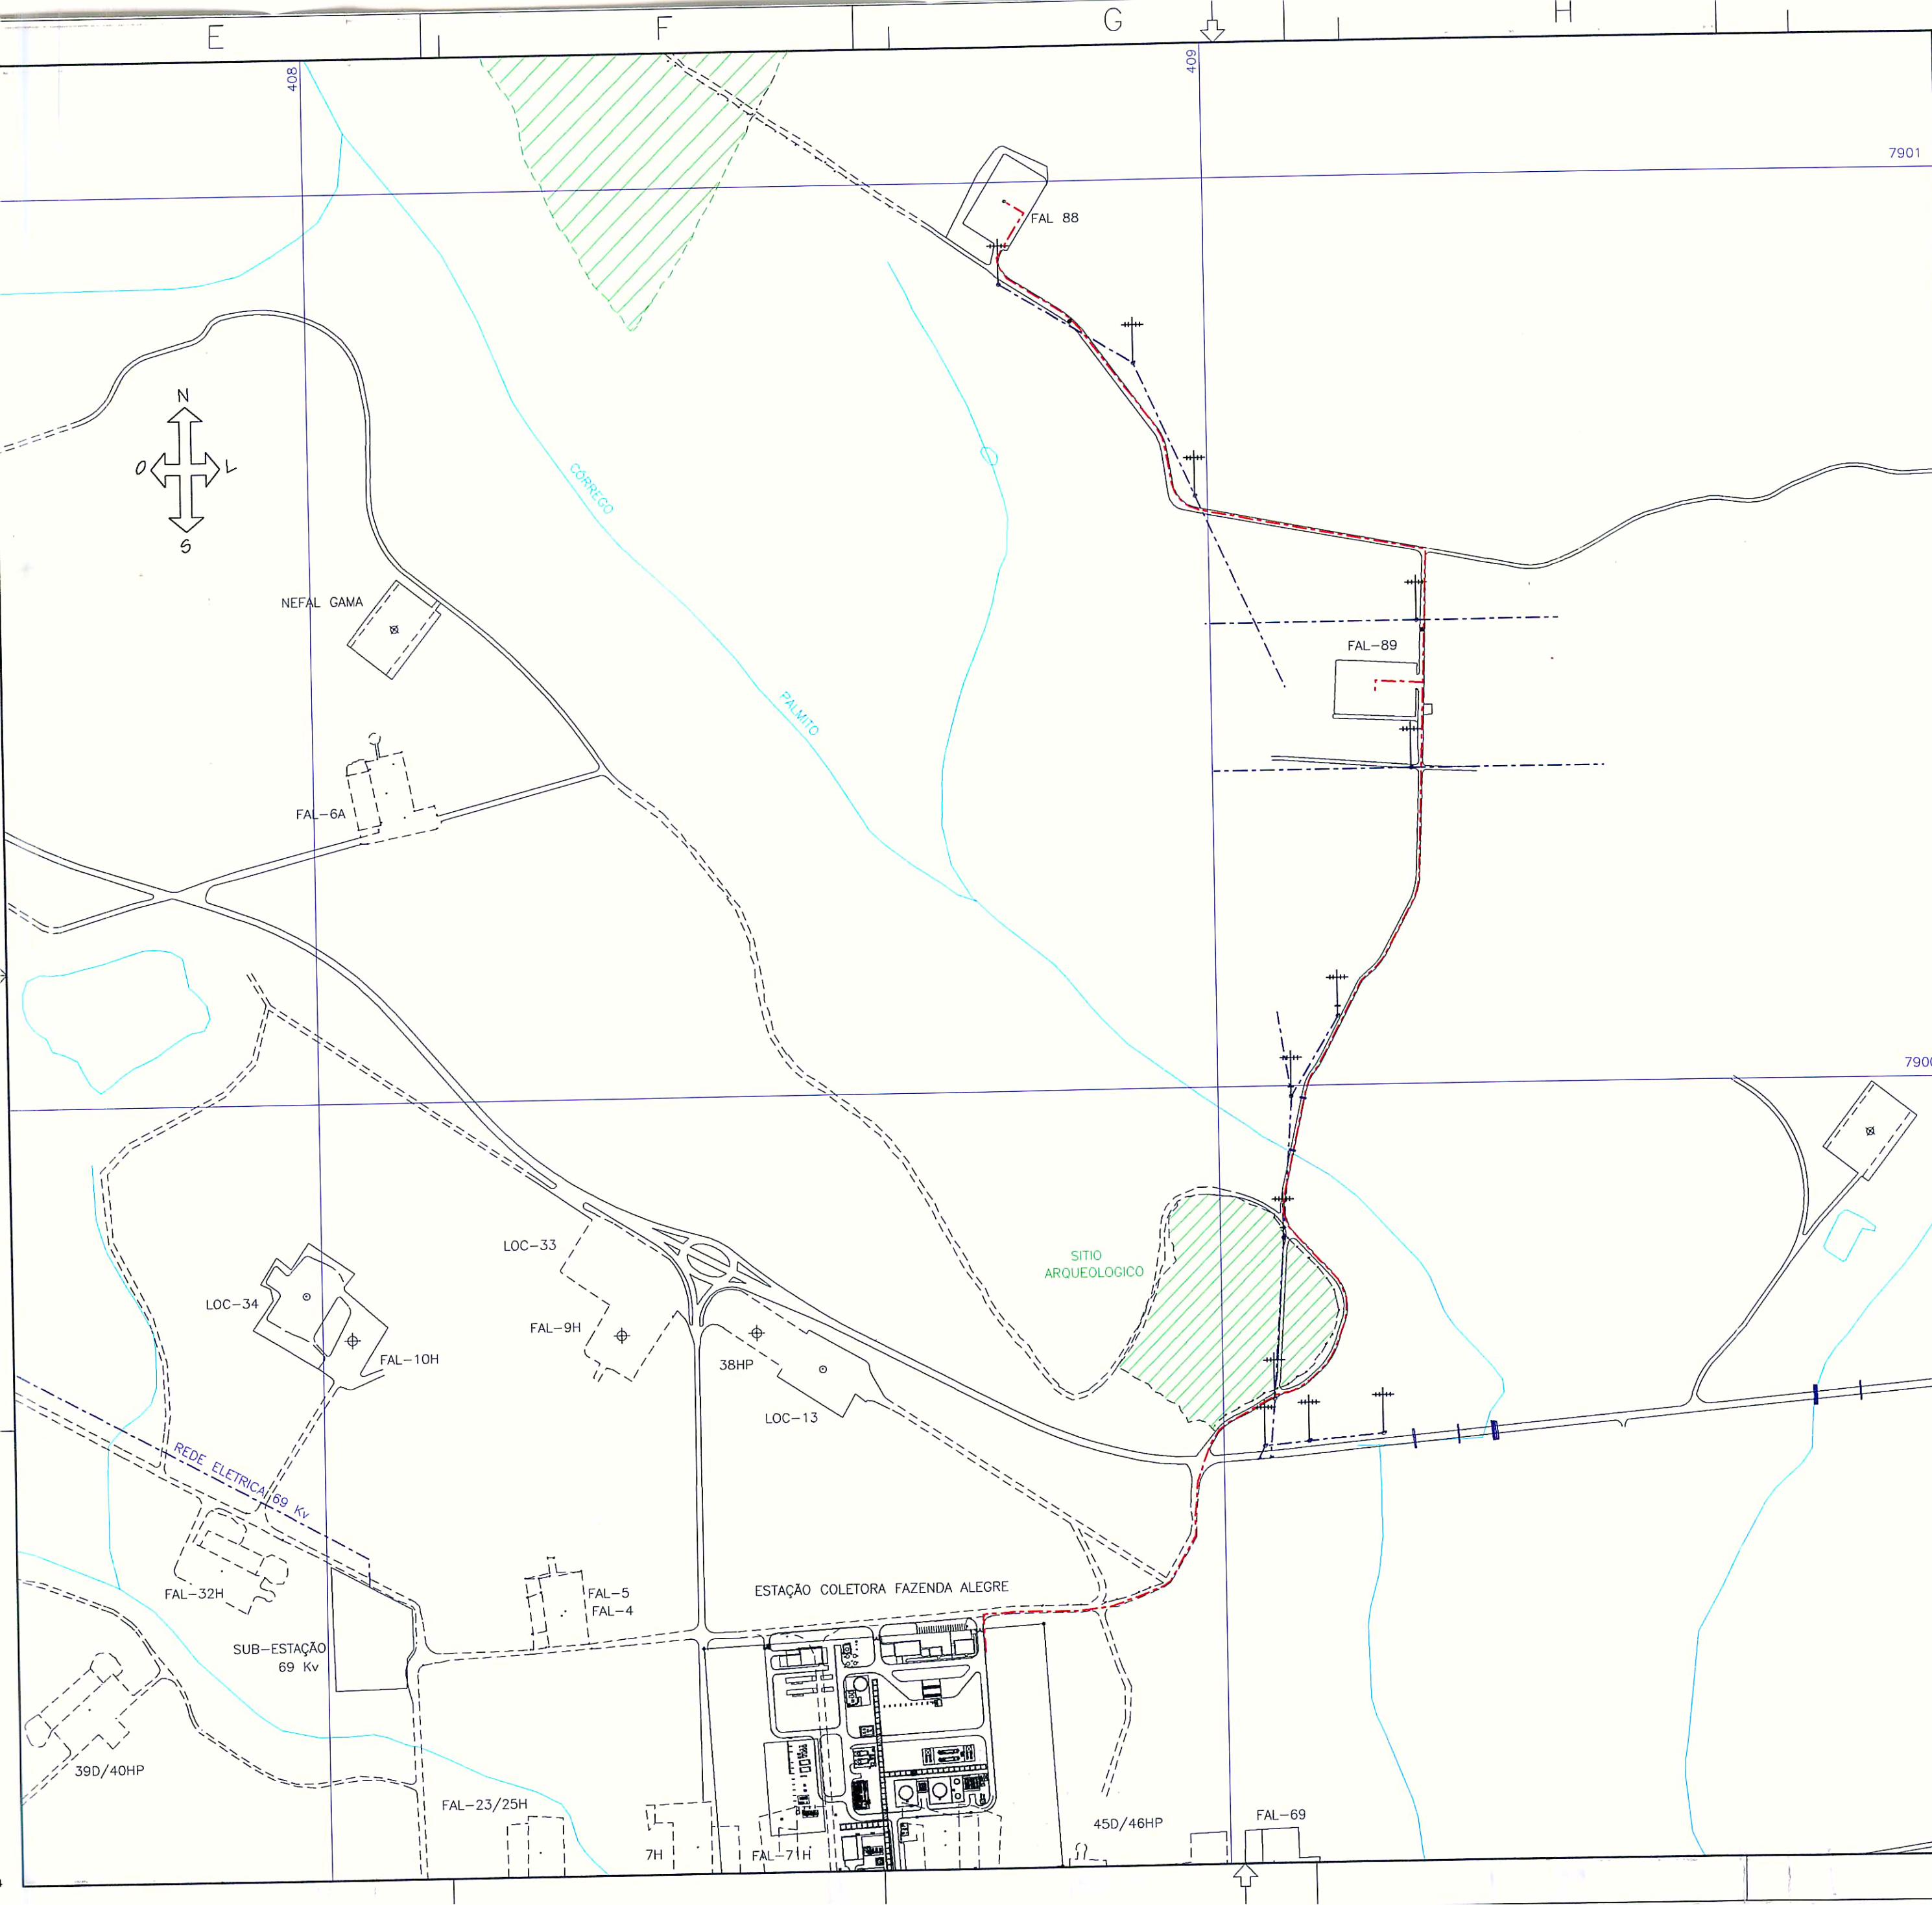 E
F
G
H
408
409
7901
FAL 88
N
O
L
S
CÓRREGO
NEFAL GAMA
FAL-89
PALMITO
FAL-6A
SITIO
ARQUEOLOGICO
LOC-33
LOC-34
FAL-9H
FAL-10H
38HP
LOC-13
REDE ELETRICA 69 Kv
FAL-32H
FAL-5
FAL-4
ESTAÇÃO COLETORA FAZENDA ALEGRE
SUB-ESTAÇÃO
69 Kv
39D/40HP
FAL-23/25H
7H
FAL-71H
45D/46HP
FAL-69